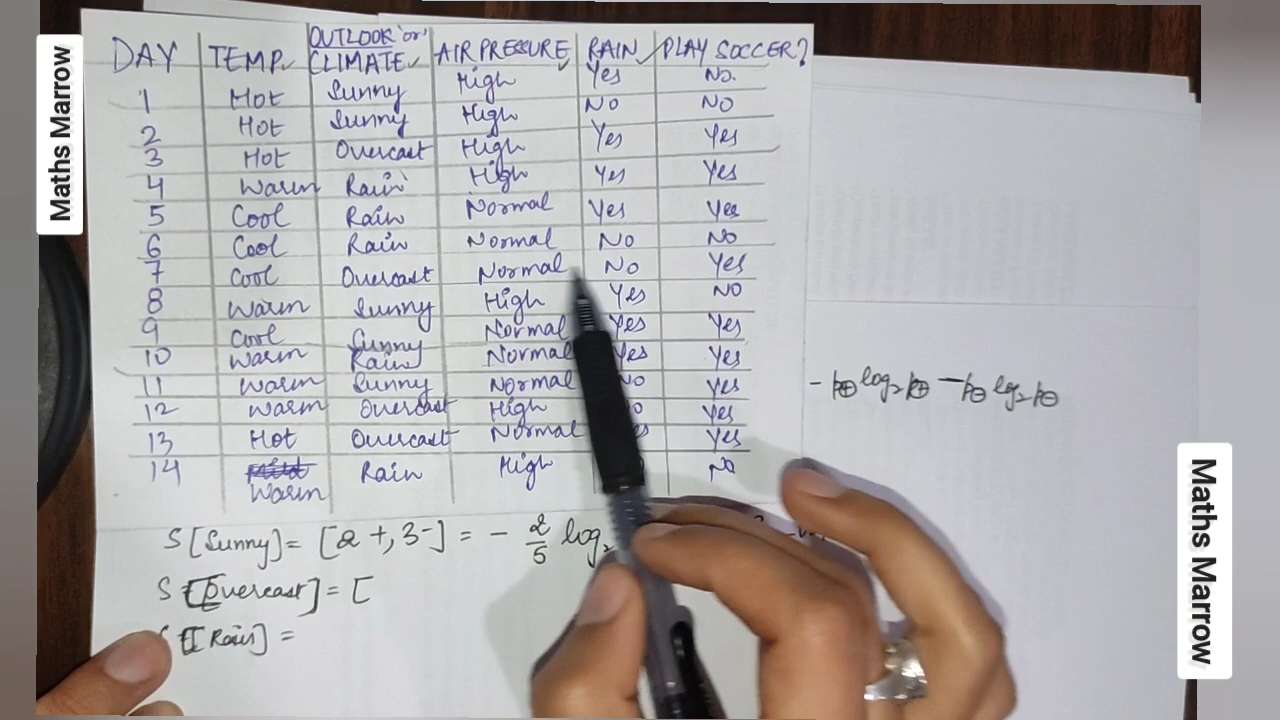 Maths Marrow
DAY TEMP. OUTLOOK 'or' CLIMATE AIR PRESSURE RAIN PLAY SOCCER?
1 Hot Sunny High Yes No.
2 Hot Sunny High No No
3 Hot Overcast High Yes Yes
4 Warm Rain High Yes Yes
5 Cool Rain Normal Yes Yes
6 Cool Rain Normal No No
7 Cool Overcast Normal No Yes
8 Warm Sunny High Yes No
9 Cool Sunny Normal Yes Yes
10 Warm Rain Normal Yes Yes
11 Warm Sunny Normal No Yes
12 Warm Overcast High Yes
13 Hot Overcast Normal Yes
14 Warm Rain High No
- p⊕ log₂ p⊕ - p⊖ log₂ p⊖
S[Sunny] = [2+, 3-] = - 2/5 log₂
S[Overcast] = [
[Rain] =
Maths Marrow